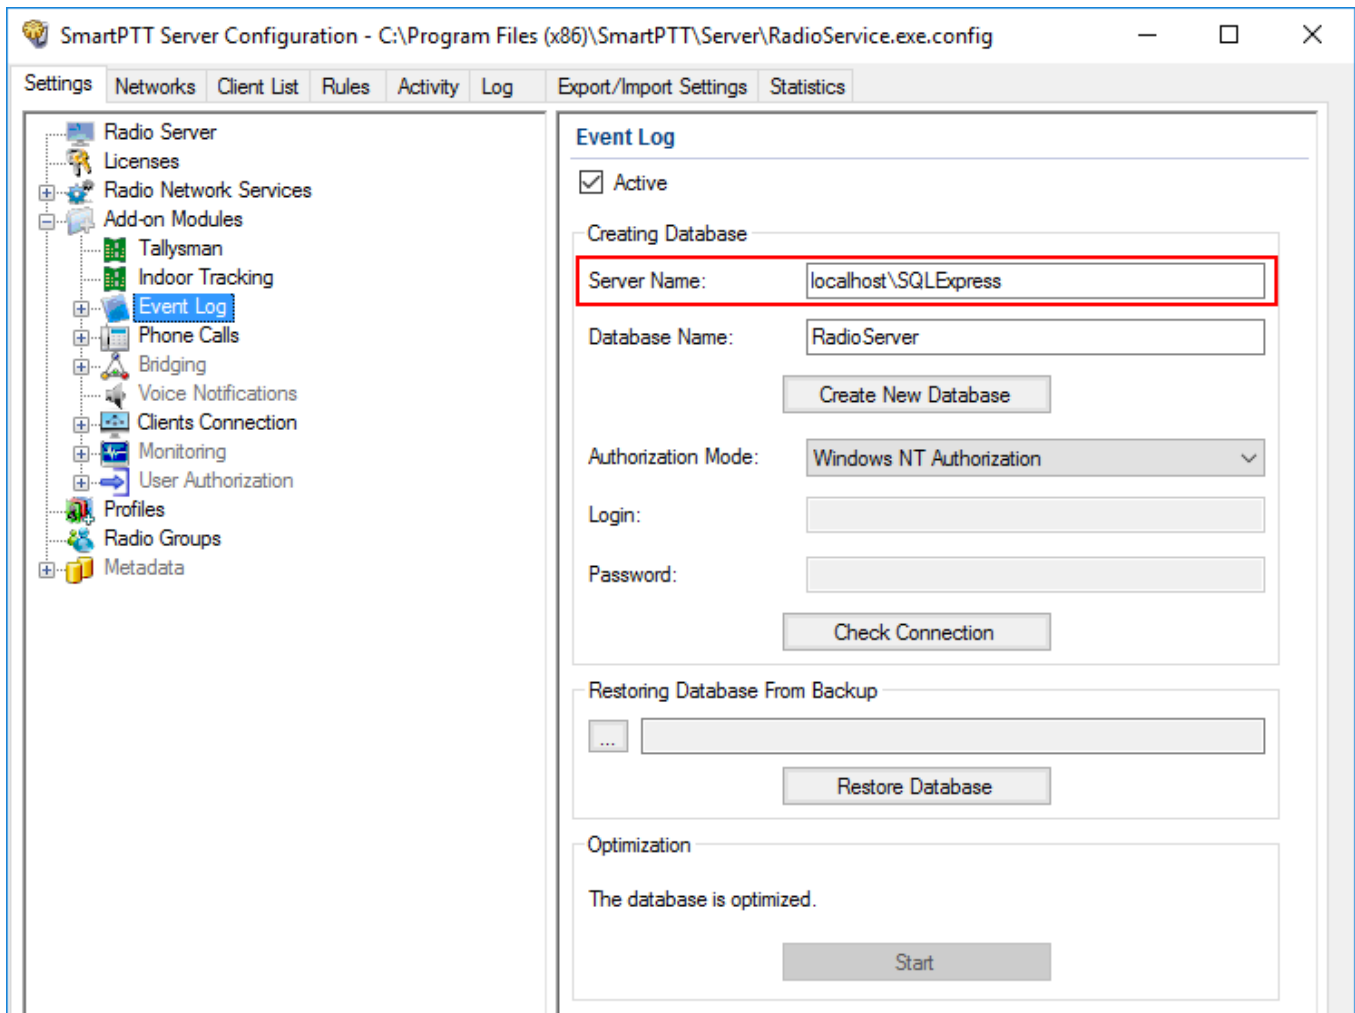 SmartPTT Server Configuration - C:\Program Files (x86)\SmartPTT\Server\RadioService.exe.config
Settings Networks Client List Rules Activity Log Export/Import Settings Statistics
Radio Server
Licenses
Radio Network Services
Add-on Modules
Tallysman
Indoor Tracking
Event Log
Phone Calls
Bridging
Voice Notifications
Clients Connection
Monitoring
User Authorization
Profiles
Radio Groups
Metadata
Event Log
Active
Creating Database
Server Name: localhost\SQLExpress
Database Name: RadioServer
Create New Database
Authorization Mode: Windows NT Authorization
Login:
Password:
Check Connection
Restoring Database From Backup
...
Restore Database
Optimization
The database is optimized.
Start